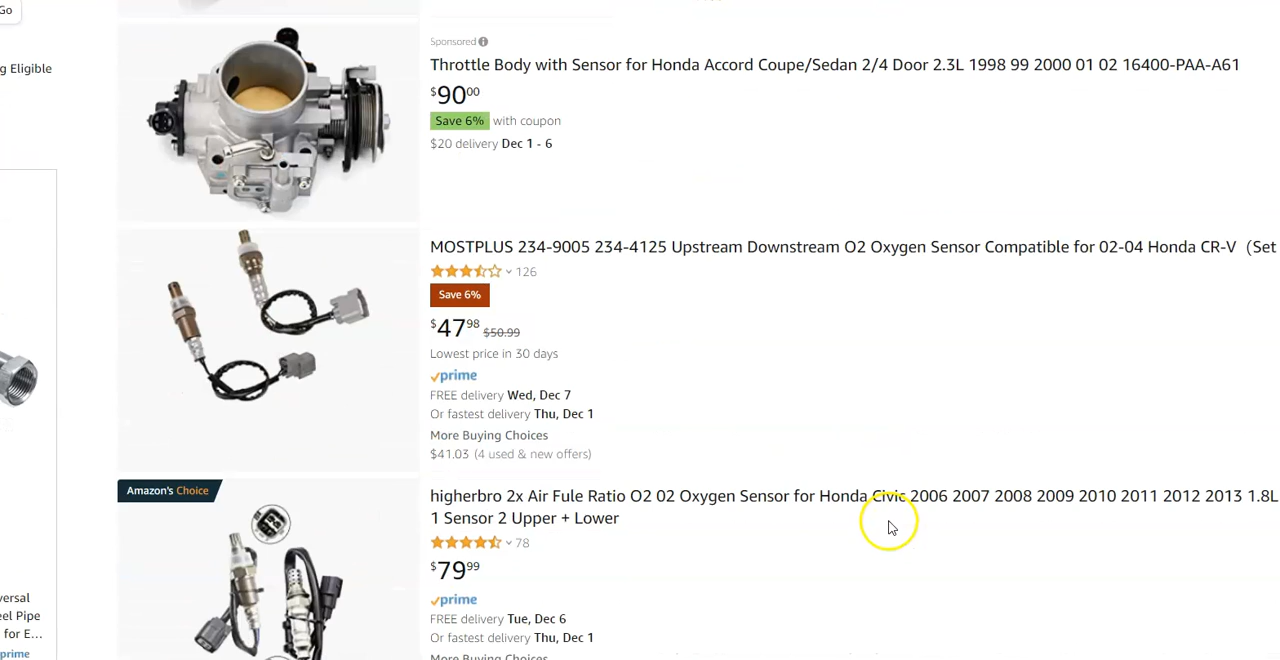 Go
g Eligible
versal
eel Pipe
for E...
prime
Sponsored
Throttle Body with Sensor for Honda Accord Coupe/Sedan 2/4 Door 2.3L 1998 99 2000 01 02 16400-PAA-A61
$90.00
Save 6% with coupon
$20 delivery Dec 1 - 6
MOSTPLUS 234-9005 234-4125 Upstream Downstream O2 Oxygen Sensor Compatible for 02-04 Honda CR-V (Set
126
Save 6%
$47.98 $50.99
Lowest price in 30 days
prime
FREE delivery Wed, Dec 7
Or fastest delivery Thu, Dec 1
More Buying Choices
$41.03 (4 used & new offers)
Amazon's Choice
higherbro 2x Air Fule Ratio O2 02 Oxygen Sensor for Honda Civic 2006 2007 2008 2009 2010 2011 2012 2013 1.8L
1 Sensor 2 Upper + Lower
78
$79.99
prime
FREE delivery Tue, Dec 6
Or fastest delivery Thu, Dec 1
More Buying Choices